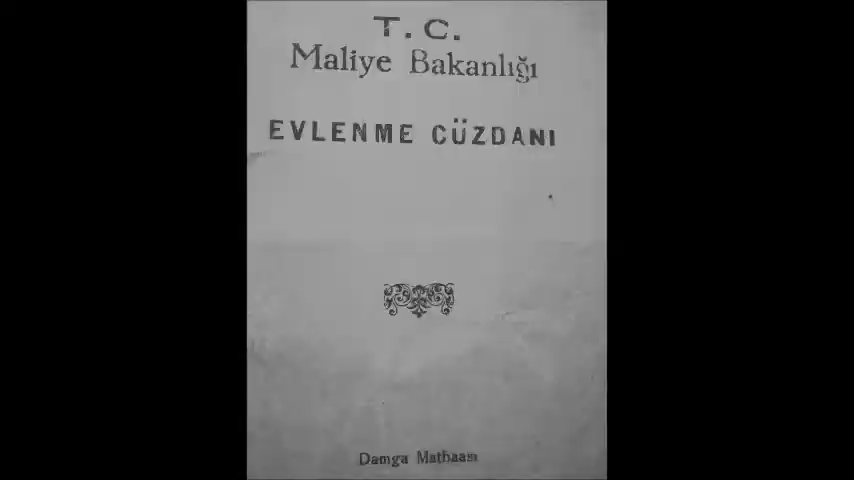 T. C.
Maliye Bakanlığı
EVLENME CÜZDANI
Damga Matbaası